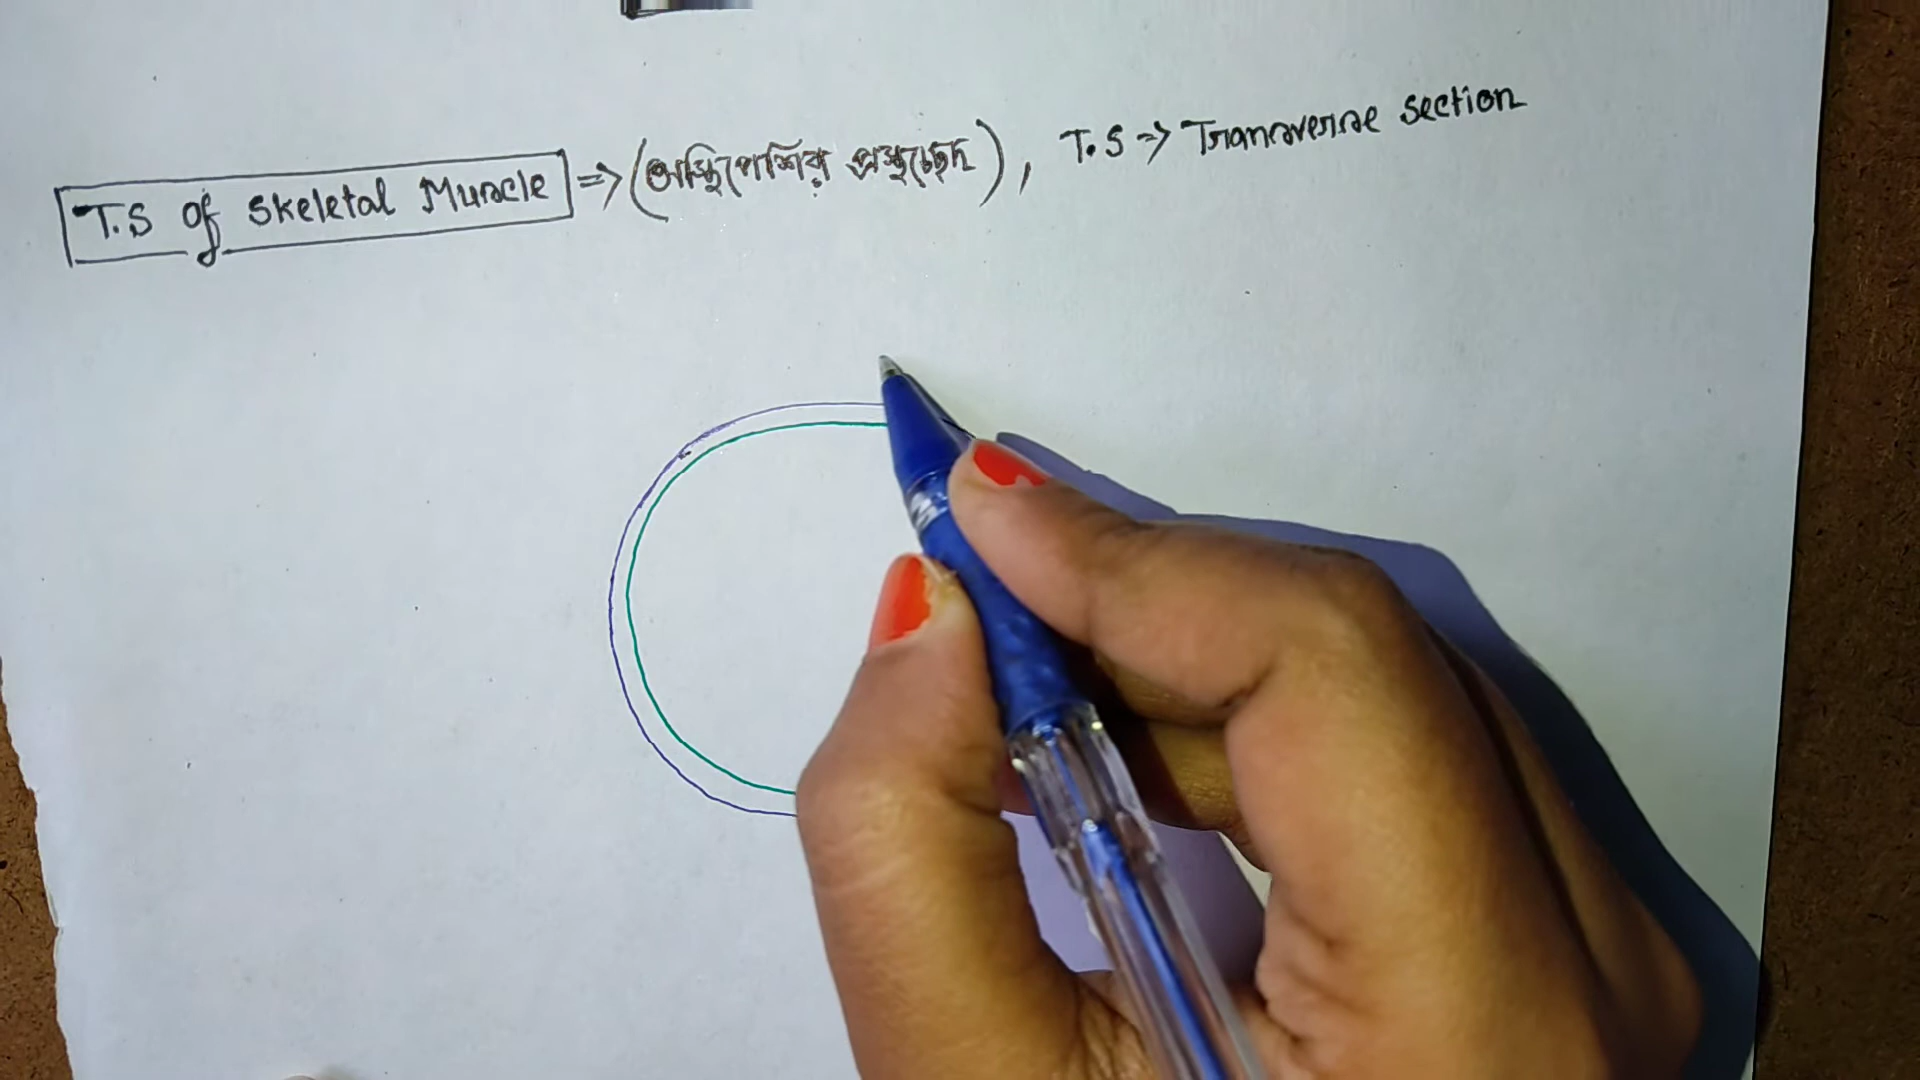 T.S of Skeletal Muscle => (অস্থিপেশির প্রস্থচ্ছেদ), T.S => Transverse section